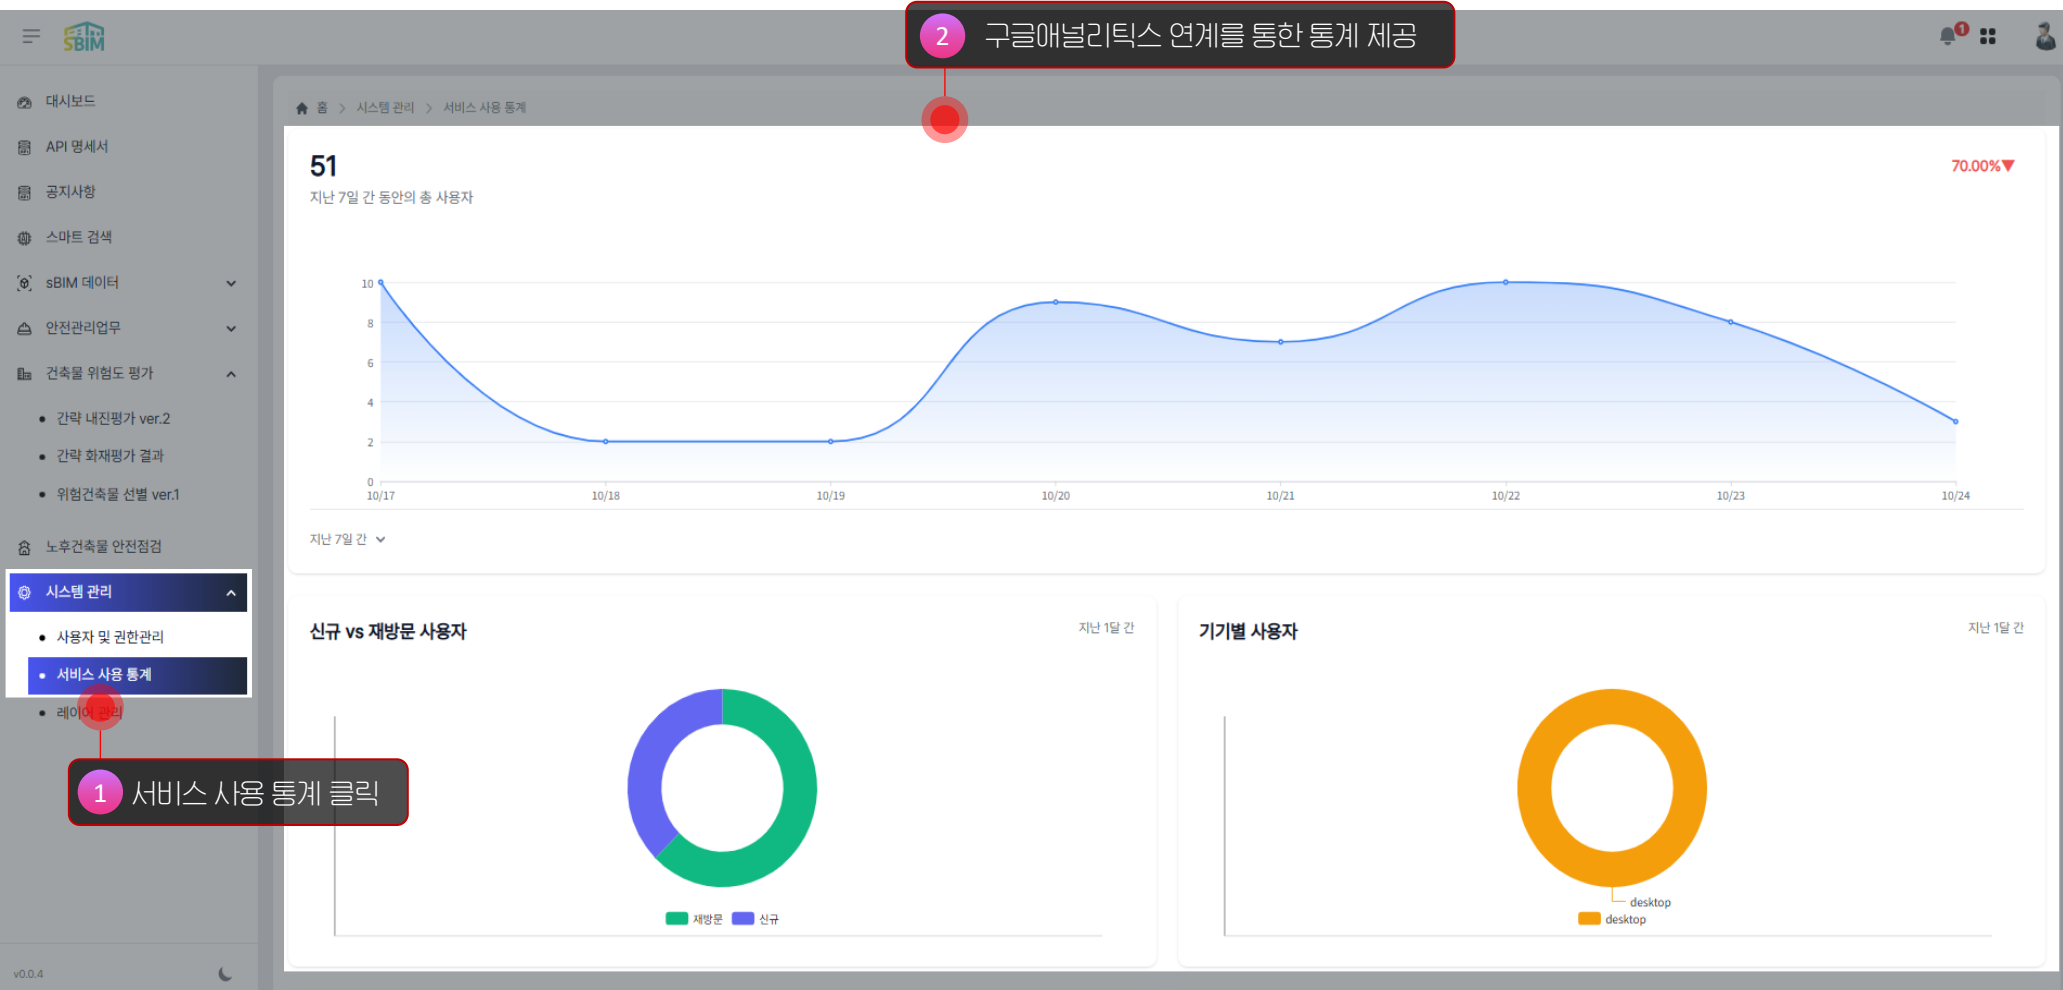 SBIM
2 구글애널리틱스 연계를 통한 통계 제공
1
대시보드
API 명세서
공지사항
스마트 검색
sBIM 데이터
안전관리업무
건축물 위험도 평가
간략 내진평가 ver.2
간략 화재평가 결과
위험건축물 선별 ver.1
노후건축물 안전점검
시스템 관리
사용자 및 권한관리
서비스 사용 통계
레이어 관리
1 서비스 사용 통계 클릭
v0.0.4
홈 > 시스템 관리 > 서비스 사용 통계
51
70.00%▼
지난 7일 간 동안의 총 사용자
10
8
6
4
2
0
10/17 10/18 10/19 10/20 10/21 10/22 10/23 10/24
지난 7일 간
신규 vs 재방문 사용자
지난 1달 간
재방문 신규
기기별 사용자
지난 1달 간
desktop
desktop